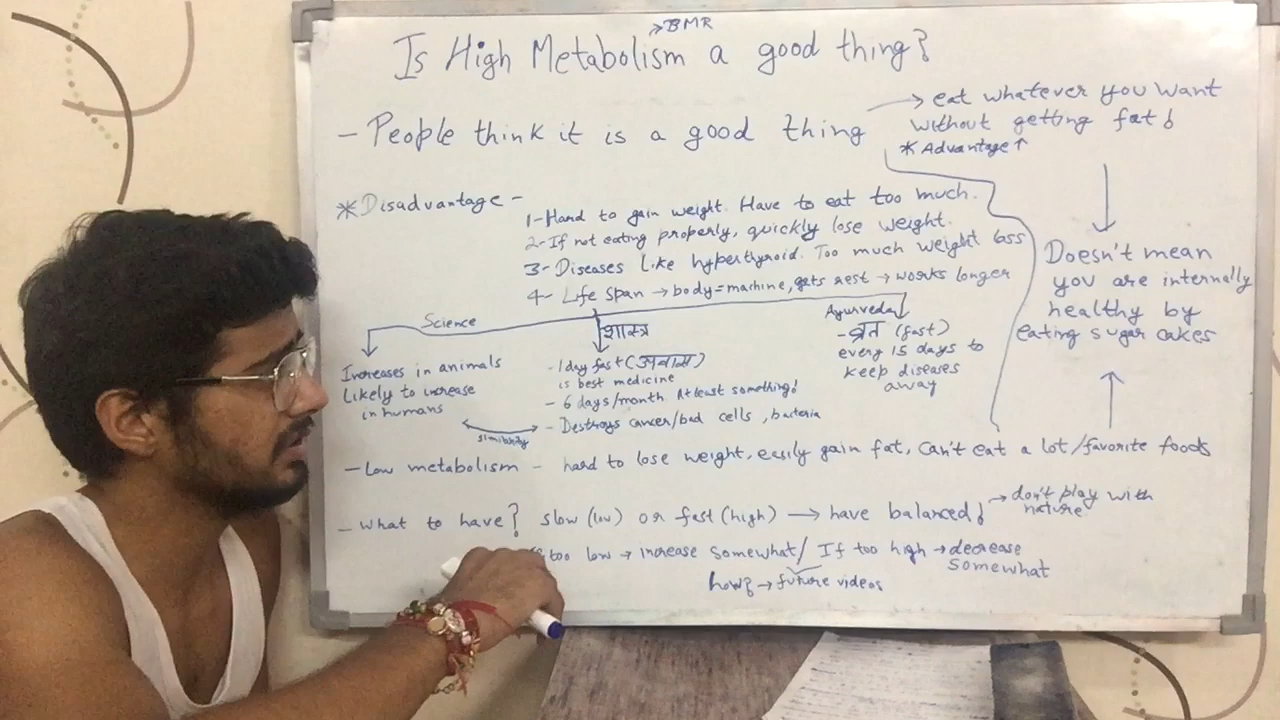 →BMR
Is High Metabolism a good thing?
- People think it is a good thing
→ eat whatever you want
without getting fat!
* Advantage ↑
* Disadvantage -
1- Hard to gain weight. Have to eat too much.
2- If not eating properly, quickly lose weight.
3- Diseases like hyperthyroid. Too much weight loss
4- Life span → body=machine, gets rest → works longer
Doesn't mean
you are internally
healthy by
eating sugar cakes
Science
Increases in animals
Likely to increase
in humans
शास्त्र
- 1 day fast (उपवास)
is best medicine
- 6 days/month At least something!
- Destroys cancer/bad cells, bacteria
similarity
Ayurveda
- व्रत (fast)
every 15 days to
keep diseases
away
- Low metabolism - hard to lose weight, easily gain fat, Can't eat a lot/favorite foods
- What to have? slow (low) or fast (high) → have balanced!
→ don't play with
nature
too low → increase somewhat/ If too high → decrease
somewhat
how? → future videos